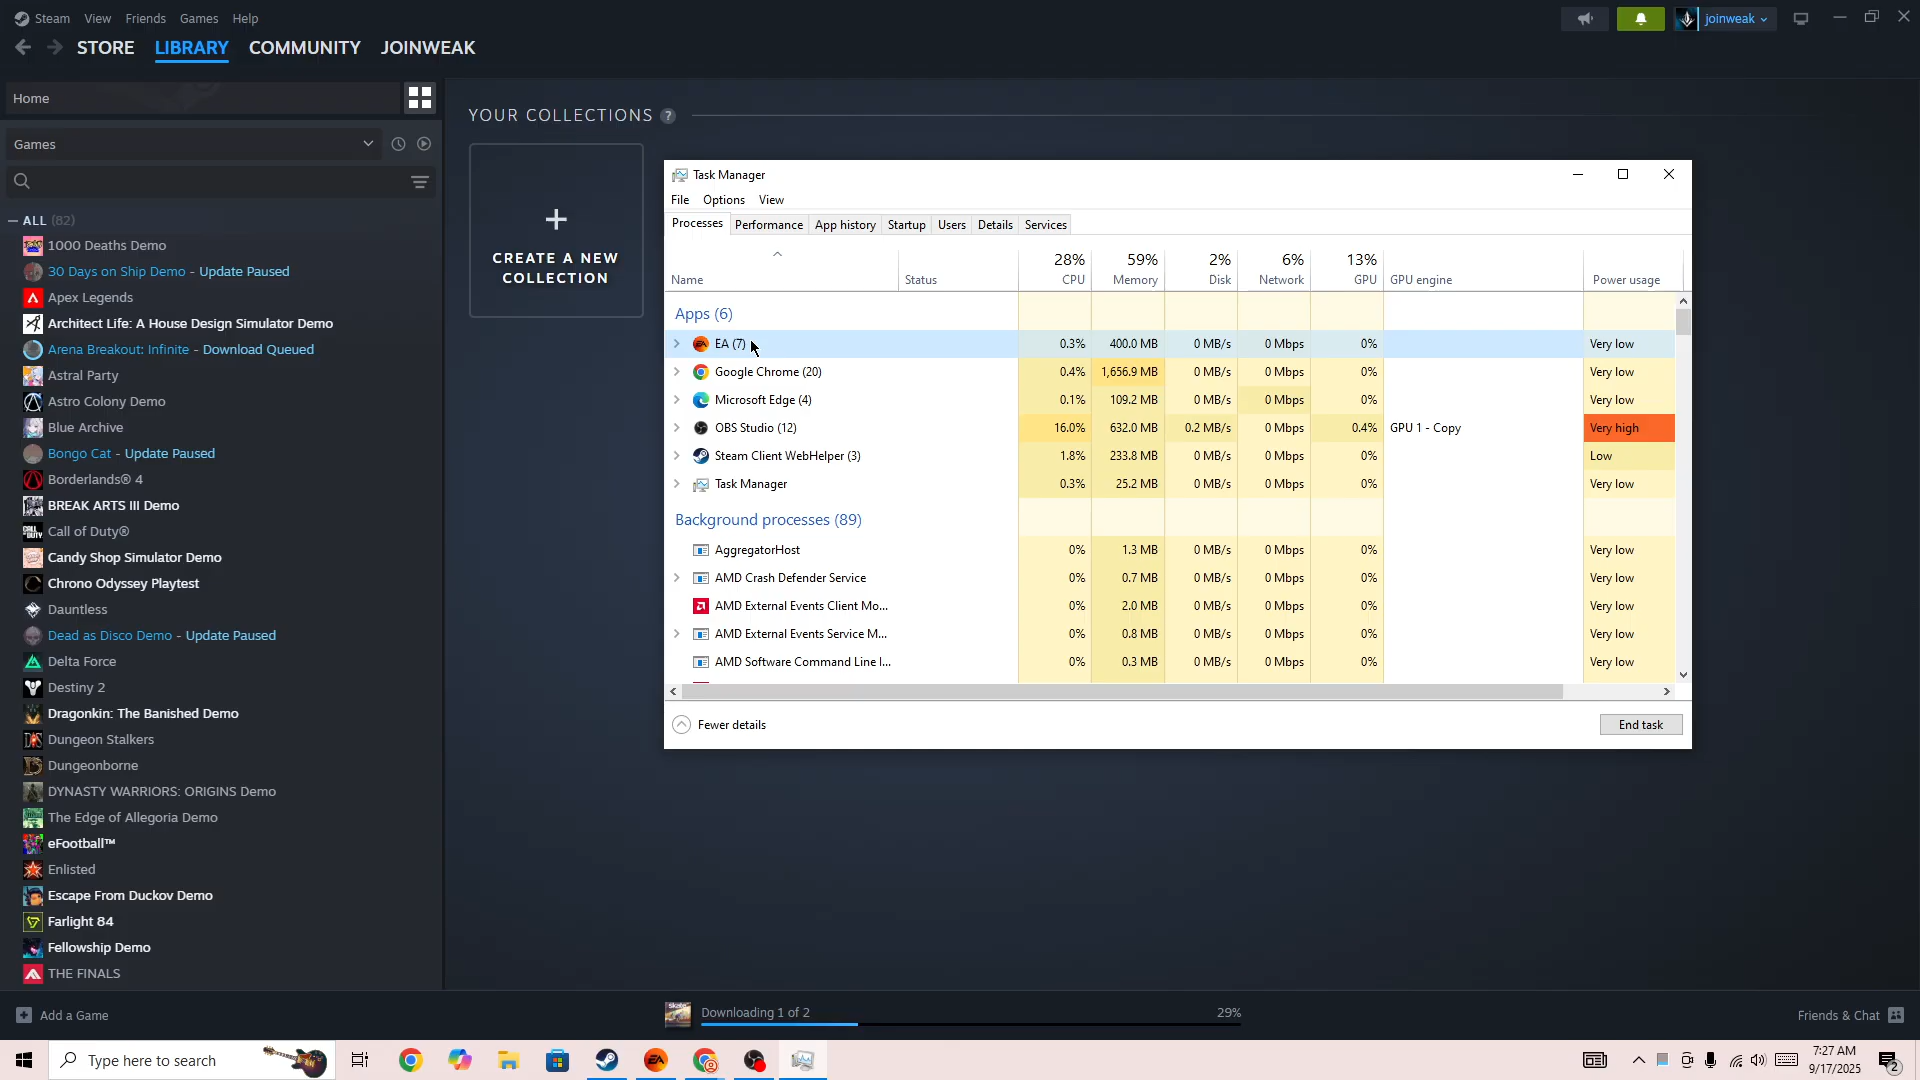 Steam View Friends Games Help
joinweak
STORE LIBRARY COMMUNITY JOINWEAK
Home
Games
ALL (82)
1000 Deaths Demo
30 Days on Ship Demo - Update Paused
Apex Legends
Architect Life: A House Design Simulator Demo
Arena Breakout: Infinite - Download Queued
Astral Party
Astro Colony Demo
Blue Archive
Bongo Cat - Update Paused
Borderlands® 4
BREAK ARTS III Demo
Call of Duty®
Candy Shop Simulator Demo
Chrono Odyssey Playtest
Dauntless
Dead as Disco Demo - Update Paused
Delta Force
Destiny 2
Dragonkin: The Banished Demo
Dungeon Stalkers
Dungeonborne
DYNASTY WARRIORS: ORIGINS Demo
The Edge of Allegoria Demo
eFootball™
Enlisted
Escape From Duckov Demo
Farlight 84
Fellowship Demo
THE FINALS
Add a Game
YOUR COLLECTIONS ?
+
CREATE A NEW
COLLECTION
Task Manager
File Options View
Processes Performance App history Startup Users Details Services
28% 59% 2% 6% 13%
Name Status CPU Memory Disk Network GPU GPU engine Power usage
Apps (6)
EA (7) 0.3% 400.0 MB 0 MB/s 0 Mbps 0% Very low
Google Chrome (20) 0.4% 1,656.9 MB 0 MB/s 0 Mbps 0% Very low
Microsoft Edge (4) 0.1% 109.2 MB 0 MB/s 0 Mbps 0% Very low
OBS Studio (12) 16.0% 632.0 MB 0.2 MB/s 0 Mbps 0.4% GPU 1 - Copy Very high
Steam Client WebHelper (3) 1.8% 233.8 MB 0 MB/s 0 Mbps 0% Low
Task Manager 0.3% 25.2 MB 0 MB/s 0 Mbps 0% Very low
Background processes (89)
AggregatorHost 0% 1.3 MB 0 MB/s 0 Mbps 0% Very low
AMD Crash Defender Service 0% 0.7 MB 0 MB/s 0 Mbps 0% Very low
AMD External Events Client Mo... 0% 2.0 MB 0 MB/s 0 Mbps 0% Very low
AMD External Events Service M... 0% 0.8 MB 0 MB/s 0 Mbps 0% Very low
AMD Software Command Line I... 0% 0.3 MB 0 MB/s 0 Mbps 0% Very low
Fewer details End task
Downloading 1 of 2 29%
Friends & Chat
Type here to search
7:27 AM
9/17/2025
2